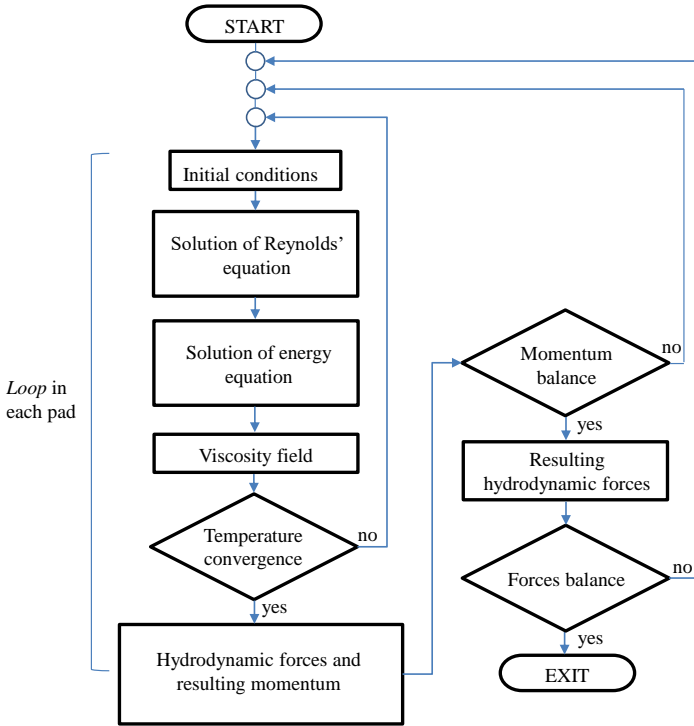 START
Initial conditions
Solution of Reynolds'
equation
Solution of energy
equation
Loop in
each pad
Viscosity field
Temperature
convergence
no
yes
Hydrodynamic forces and
resulting momentum
Momentum
balance
no
yes
Resulting
hydrodynamic forces
Forces balance
no
yes
EXIT